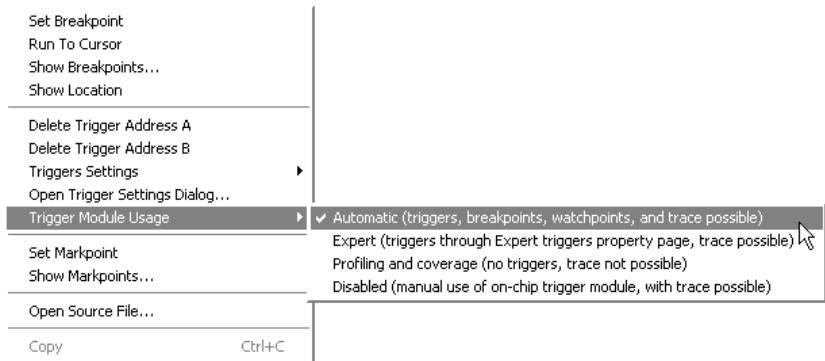 Set Breakpoint
Run To Cursor
Show Breakpoints...
Show Location
Delete Trigger Address A
Delete Trigger Address B
Triggers Settings
Open Trigger Settings Dialog...
Trigger Module Usage
Automatic (triggers, breakpoints, watchpoints, and trace possible)
Expert (triggers through Expert triggers property page, trace possible)
Profiling and coverage (no triggers, trace not possible)
Disabled (manual use of on-chip trigger module, with trace possible)
Set Markpoint
Show Markpoints...
Open Source File...
Copy Ctrl+C